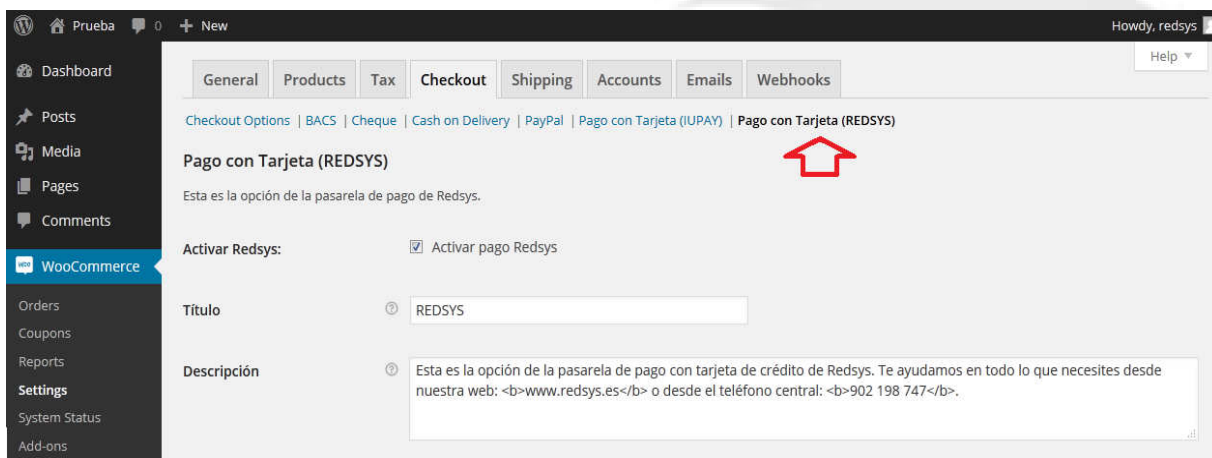 Prueba 0 + New Howdy, redsys
Help
Dashboard
Posts
Media
Pages
Comments
WooCommerce
Orders
Coupons
Reports
Settings
System Status
Add-ons
General Products Tax Checkout Shipping Accounts Emails Webhooks
Checkout Options | BACS | Cheque | Cash on Delivery | PayPal | Pago con Tarjeta (IUPAY) | Pago con Tarjeta (REDSYS)
Pago con Tarjeta (REDSYS)
Esta es la opción de la pasarela de pago de Redsys.
Activar Redsys: Activar pago Redsys
Título REDSYS
Descripción Esta es la opción de la pasarela de pago con tarjeta de crédito de Redsys. Te ayudamos en todo lo que necesites desde
nuestra web: <b>www.redsys.es</b> o desde el teléfono central: <b>902 198 747</b>.